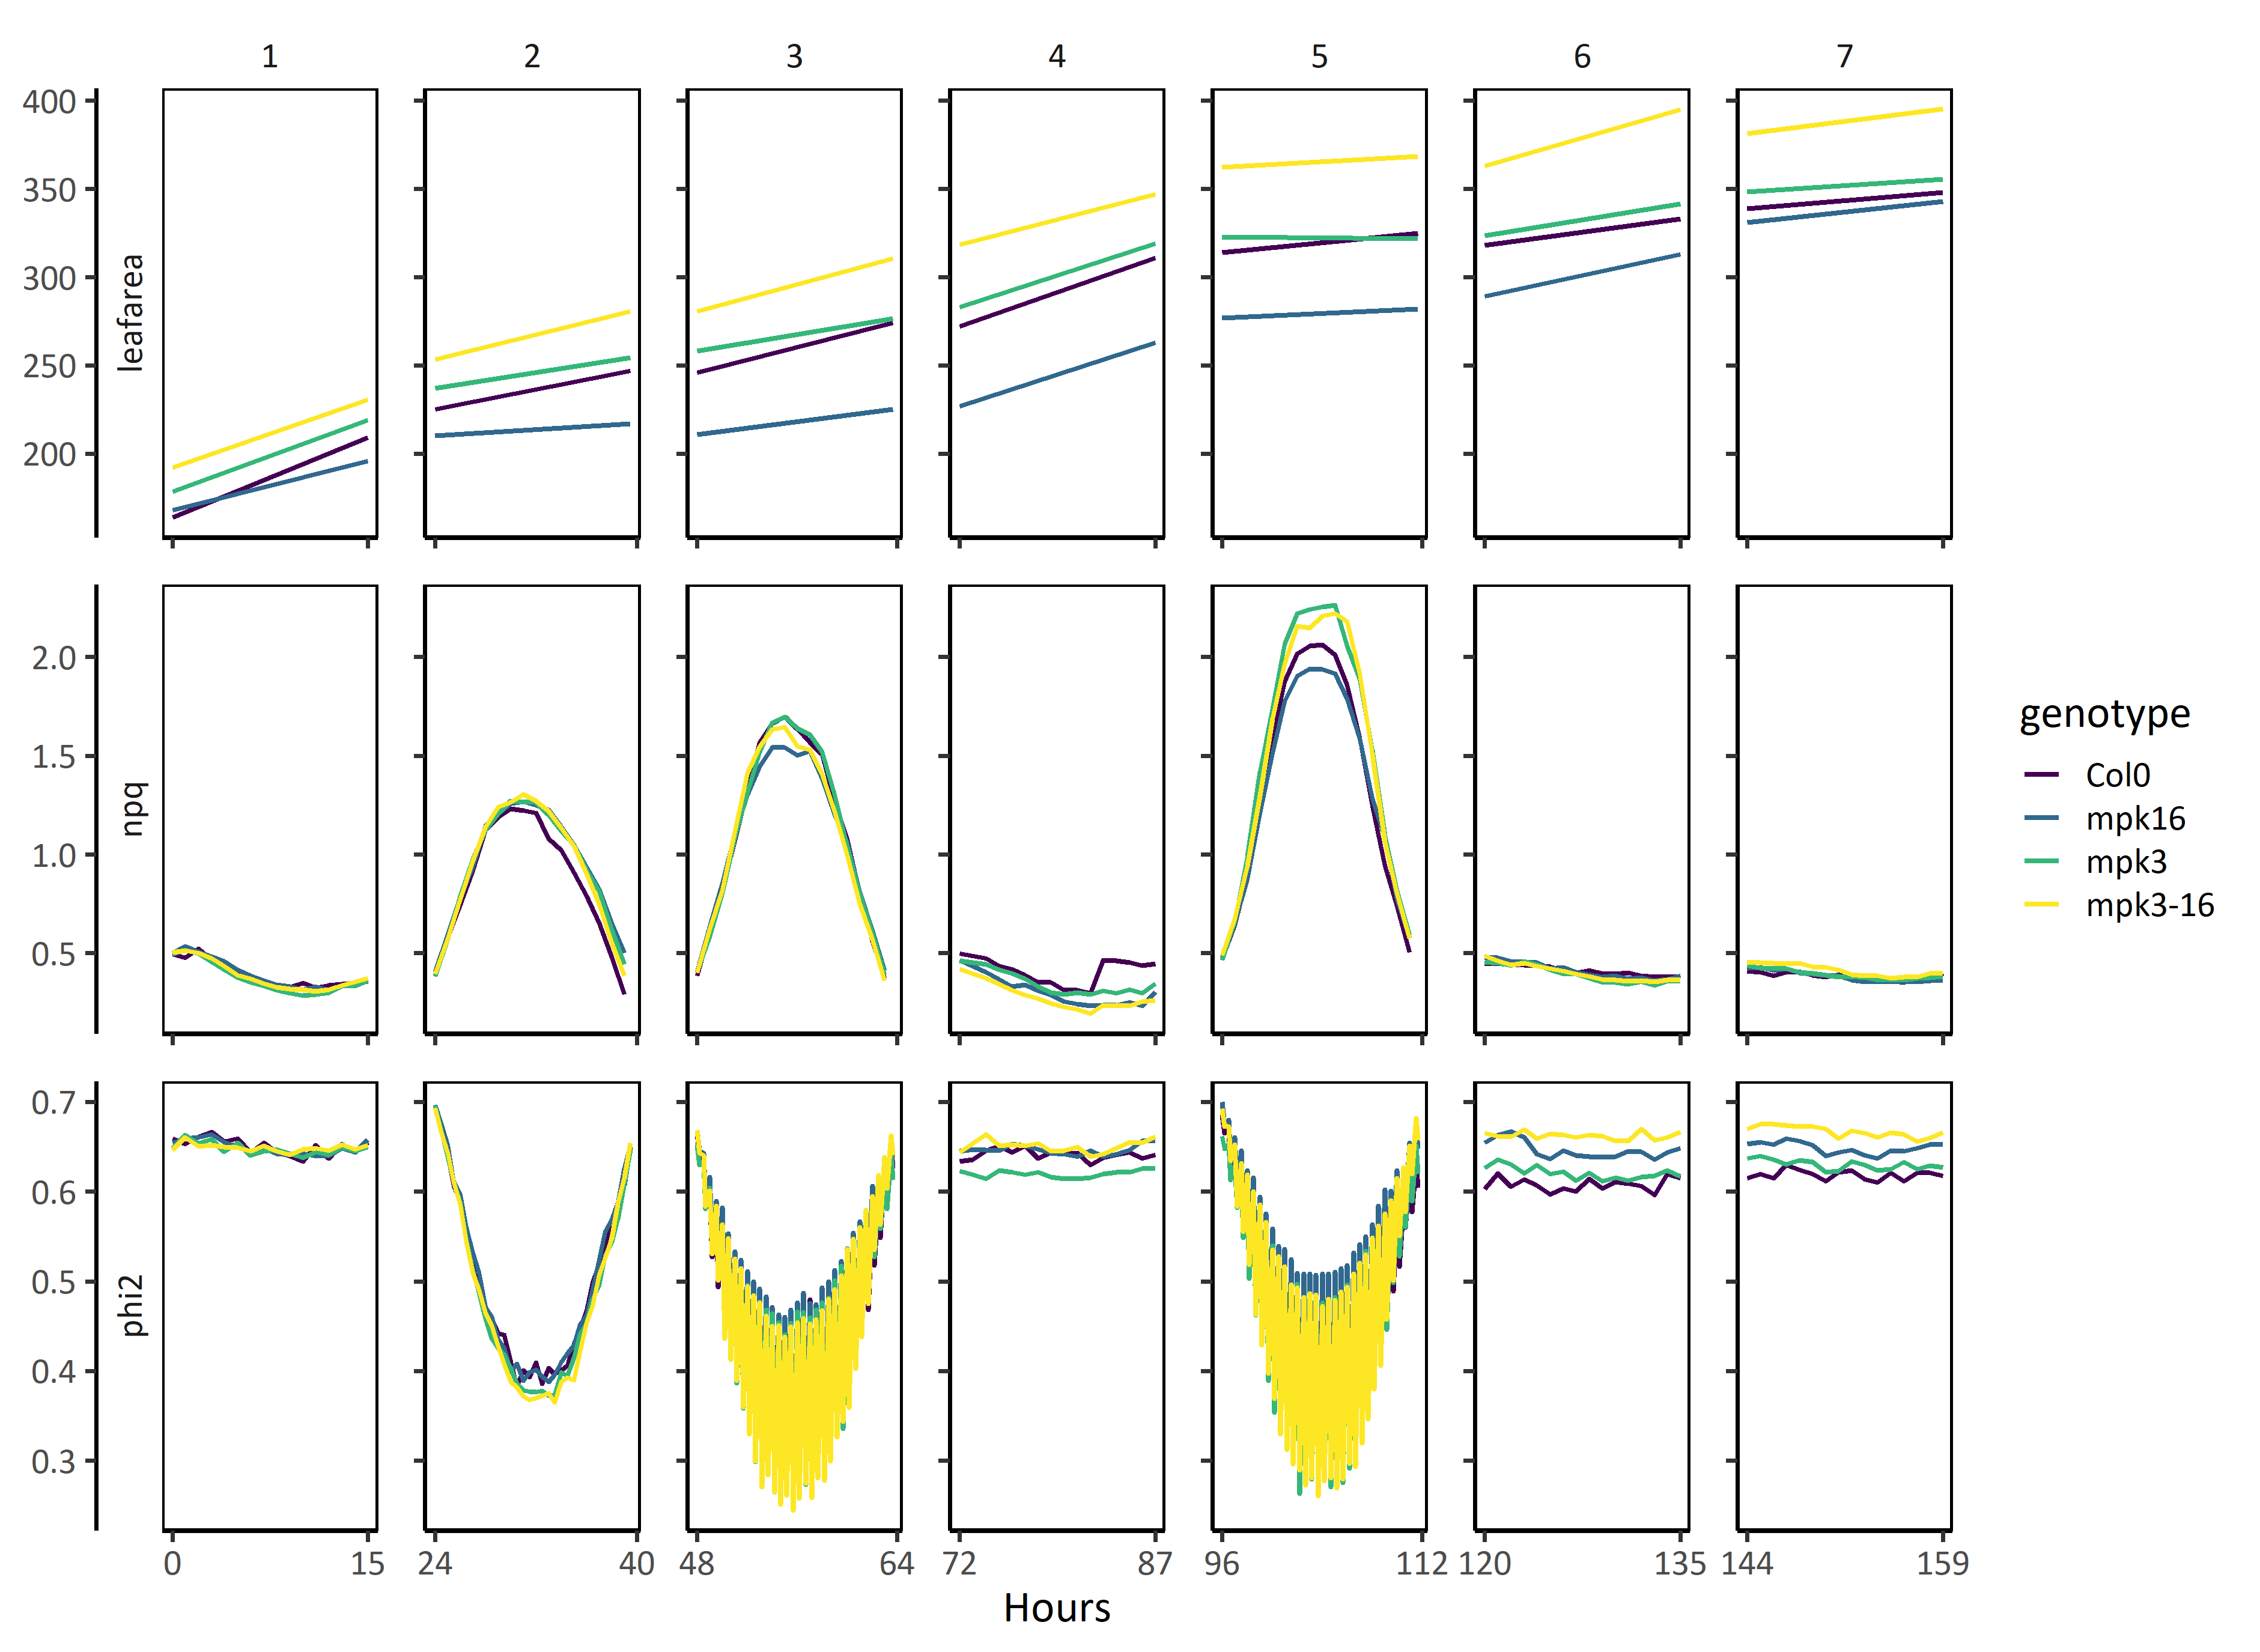 1 2 3 4 5 6 7
400
350
300
250
200
leafarea
2.0
1.5
1.0
0.5
npq
0.7
0.6
0.5
0.4
0.3
phi2
0 15 24 40 48 64 72 87 96 112 120 135 144 159
Hours
genotype
Col0
mpk16
mpk3
mpk3-16